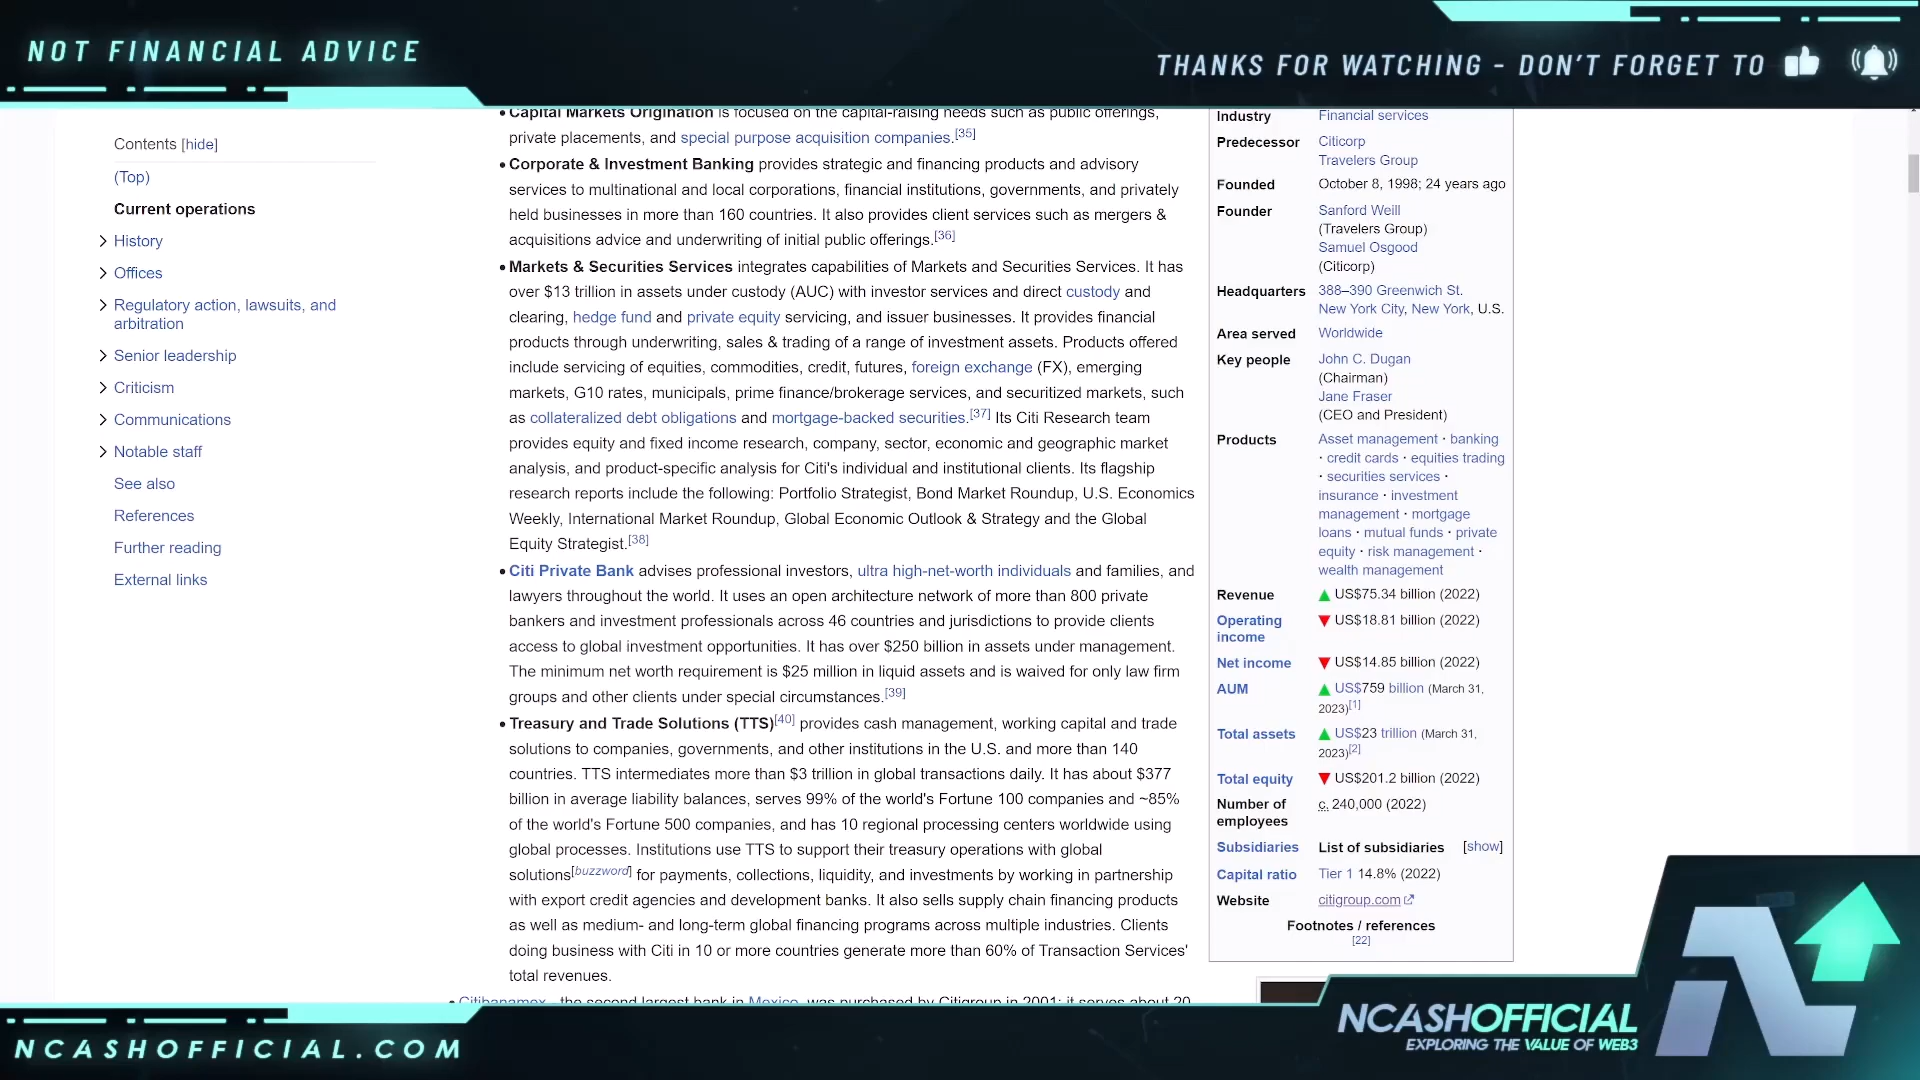 NOT FINANCIAL ADVICE
THANKS FOR WATCHING - DON'T FORGET TO
Contents [hide]
(Top)
Current operations
History
Offices
Regulatory action, lawsuits, and
arbitration
Senior leadership
Criticism
Communications
Notable staff
See also
References
Further reading
External links
• Capital Markets Origination is focused on the capital-raising needs such as public offerings,
private placements, and special purpose acquisition companies.[35]
• Corporate & Investment Banking provides strategic and financing products and advisory
services to multinational and local corporations, financial institutions, governments, and privately
held businesses in more than 160 countries. It also provides client services such as mergers &
acquisitions advice and underwriting of initial public offerings.[36]
• Markets & Securities Services integrates capabilities of Markets and Securities Services. It has
over $13 trillion in assets under custody (AUC) with investor services and direct custody and
clearing, hedge fund and private equity servicing, and issuer businesses. It provides financial
products through underwriting, sales & trading of a range of investment assets. Products offered
include servicing of equities, commodities, credit, futures, foreign exchange (FX), emerging
markets, G10 rates, municipals, prime finance/brokerage services, and securitized markets, such
as collateralized debt obligations and mortgage-backed securities.[37] Its Citi Research team
provides equity and fixed income research, company, sector, economic and geographic market
analysis, and product-specific analysis for Citi's individual and institutional clients. Its flagship
research reports include the following: Portfolio Strategist, Bond Market Roundup, U.S. Economics
Weekly, International Market Roundup, Global Economic Outlook & Strategy and the Global
Equity Strategist.[38]
• Citi Private Bank advises professional investors, ultra high-net-worth individuals and families, and
lawyers throughout the world. It uses an open architecture network of more than 800 private
bankers and investment professionals across 46 countries and jurisdictions to provide clients
access to global investment opportunities. It has over $250 billion in assets under management.
The minimum net worth requirement is $25 million in liquid assets and is waived for only law firm
groups and other clients under special circumstances.[39]
• Treasury and Trade Solutions (TTS)[40] provides cash management, working capital and trade
solutions to companies, governments, and other institutions in the U.S. and more than 140
countries. TTS intermediates more than $3 trillion in global transactions daily. It has about $377
billion in average liability balances, serves 99% of the world's Fortune 100 companies and ~85%
of the world's Fortune 500 companies, and has 10 regional processing centers worldwide using
global processes. Institutions use TTS to support their treasury operations with global
solutions[buzzword] for payments, collections, liquidity, and investments by working in partnership
with export credit agencies and development banks. It also sells supply chain financing products
as well as medium- and long-term global financing programs across multiple industries. Clients
doing business with Citi in 10 or more countries generate more than 60% of Transaction Services'
total revenues.
• Citibanamex - the second largest bank in Mexico, was purchased by Citigroup in 2001; it serves about 20
Industry Financial services
Predecessor Citicorp
Travelers Group
Founded October 8, 1998; 24 years ago
Founder Sanford Weill
(Travelers Group)
Samuel Osgood
(Citicorp)
Headquarters 388–390 Greenwich St.
New York City, New York, U.S.
Area served Worldwide
Key people John C. Dugan
(Chairman)
Jane Fraser
(CEO and President)
Products Asset management · banking
· credit cards · equities trading
· securities services ·
insurance · investment
management · mortgage
loans · mutual funds · private
equity · risk management ·
wealth management
Revenue ▲ US$75.34 billion (2022)
Operating income ▼ US$18.81 billion (2022)
Net income ▼ US$14.85 billion (2022)
AUM ▲ US$759 billion (March 31,
2023)[1]
Total assets ▲ US$23 trillion (March 31,
2023)[2]
Total equity ▼ US$201.2 billion (2022)
Number of employees c. 240,000 (2022)
Subsidiaries List of subsidiaries [show]
Capital ratio Tier 1 14.8% (2022)
Website citigroup.com
Footnotes / references
[22]
NCASHOFFICIAL.COM
NCASHOFFICIAL
EXPLORING THE VALUE OF WEB3